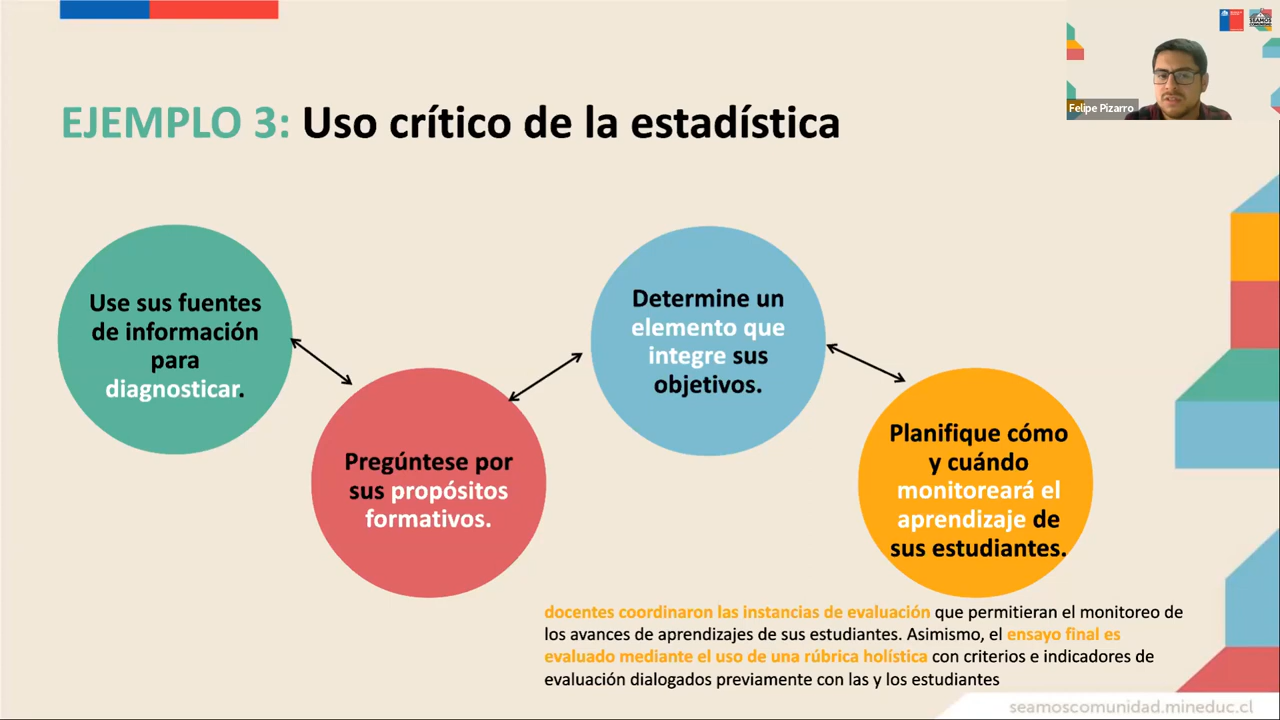 SEAMOS
COMUNIDAD
Felipe Pizarro
EJEMPLO 3: Uso crítico de la estadística
Use sus fuentes
de información
para
diagnosticar.
Pregúntese por
sus propósitos
formativos.
Determine un
elemento que
integre sus
objetivos.
Planifique cómo
y cuándo
monitoreará el
aprendizaje de
sus estudiantes.
docentes coordinaron las instancias de evaluación que permitieran el monitoreo de
los avances de aprendizajes de sus estudiantes. Asimismo, el ensayo final es
evaluado mediante el uso de una rúbrica holística con criterios e indicadores de
evaluación dialogados previamente con las y los estudiantes
seamoscomunidad.mineduc.cl